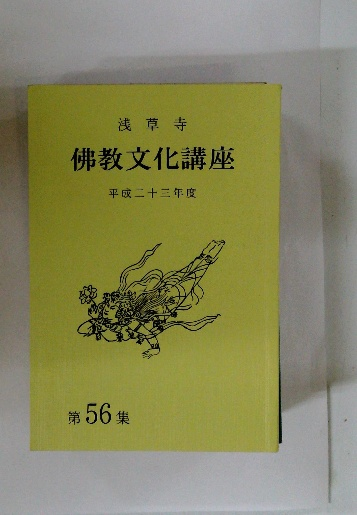 浅草寺
佛教文化講座
平成二十三年度
第56集